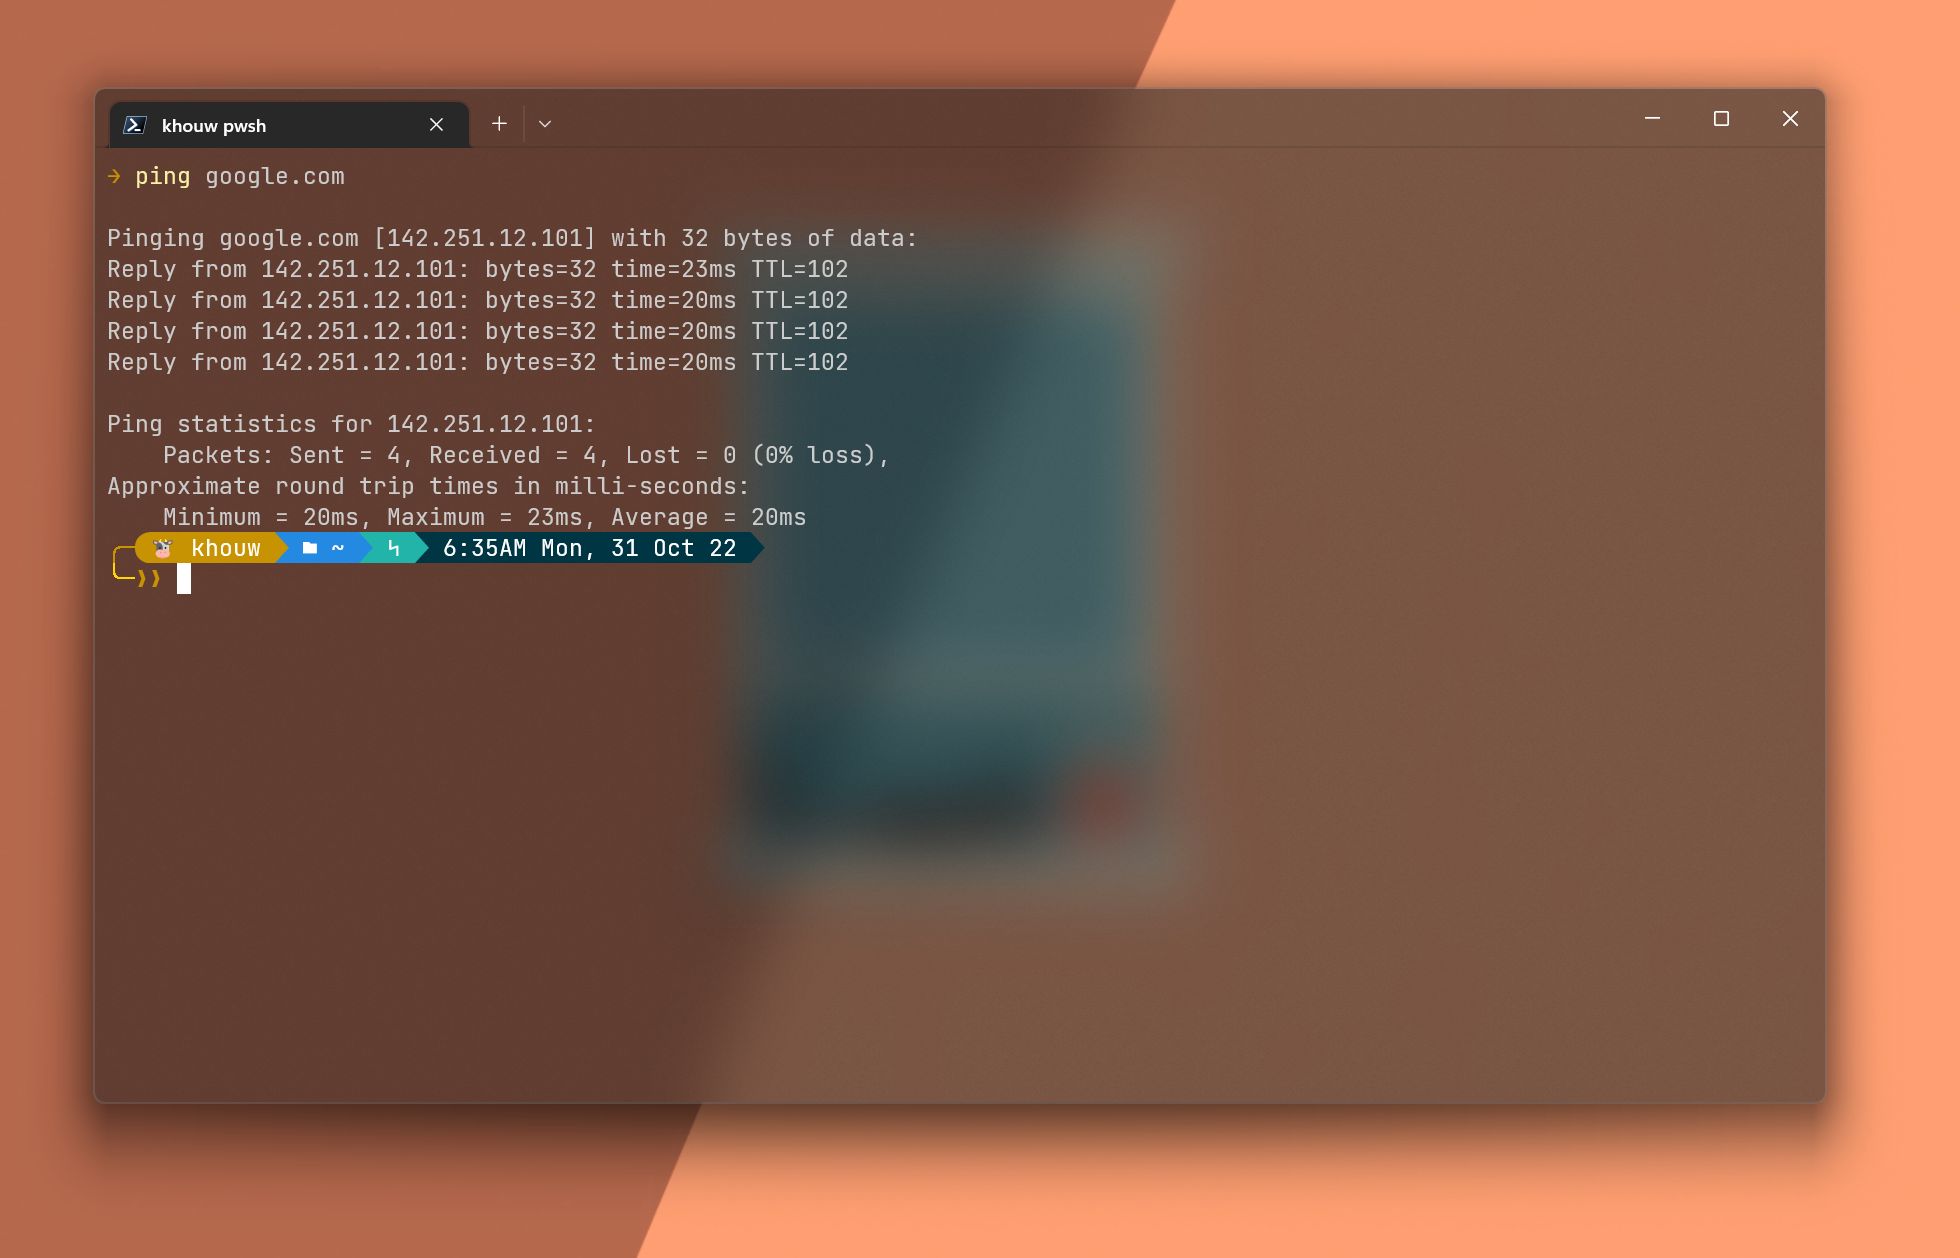 khouw pwsh
→ ping google.com
Pinging google.com [142.251.12.101] with 32 bytes of data:
Reply from 142.251.12.101: bytes=32 time=23ms TTL=102
Reply from 142.251.12.101: bytes=32 time=20ms TTL=102
Reply from 142.251.12.101: bytes=32 time=20ms TTL=102
Reply from 142.251.12.101: bytes=32 time=20ms TTL=102
Ping statistics for 142.251.12.101:
Packets: Sent = 4, Received = 4, Lost = 0 (0% loss),
Approximate round trip times in milli-seconds:
Minimum = 20ms, Maximum = 23ms, Average = 20ms
khouw ~ ϟ 6:35AM Mon, 31 Oct 22
❫❫